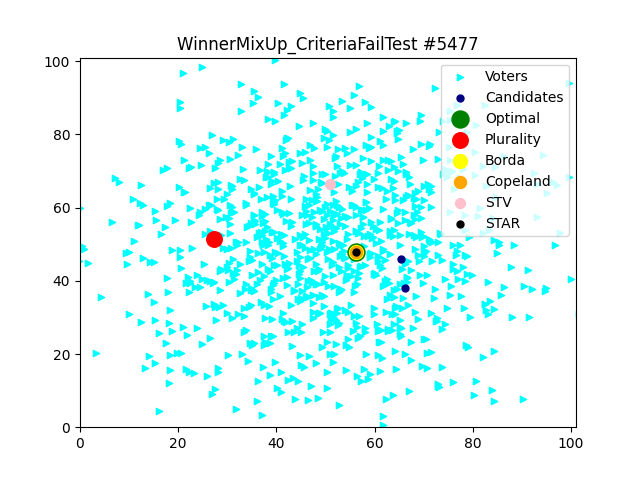 WinnerMixUp_CriteriaFailTest #5477
100
80
60
40
20
0
0 20 40 60 80 100
Voters
Candidates
Optimal
Plurality
Borda
Copeland
STV
STAR